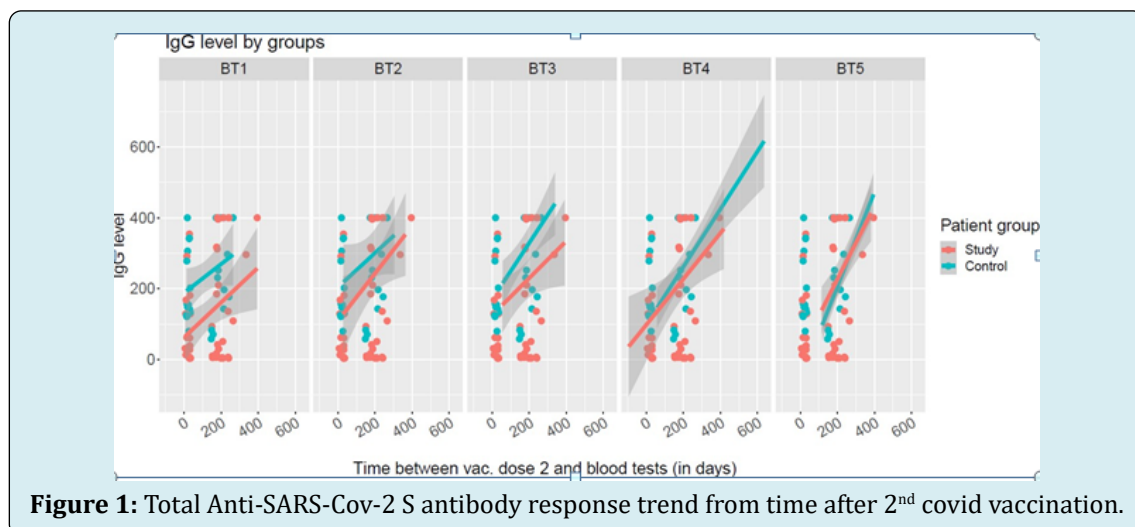 IgG level by groups
BT1 BT2 BT3 BT4 BT5
600
400
200
0
IgG level
0 200 400 600 0 200 400 600 0 200 400 600 0 200 400 600 0 200 400 600
Time between vac. dose 2 and blood tests (in days)
Patient group
Study
Control
Figure 1: Total Anti-SARS-Cov-2 S antibody response trend from time after 2nd covid vaccination.